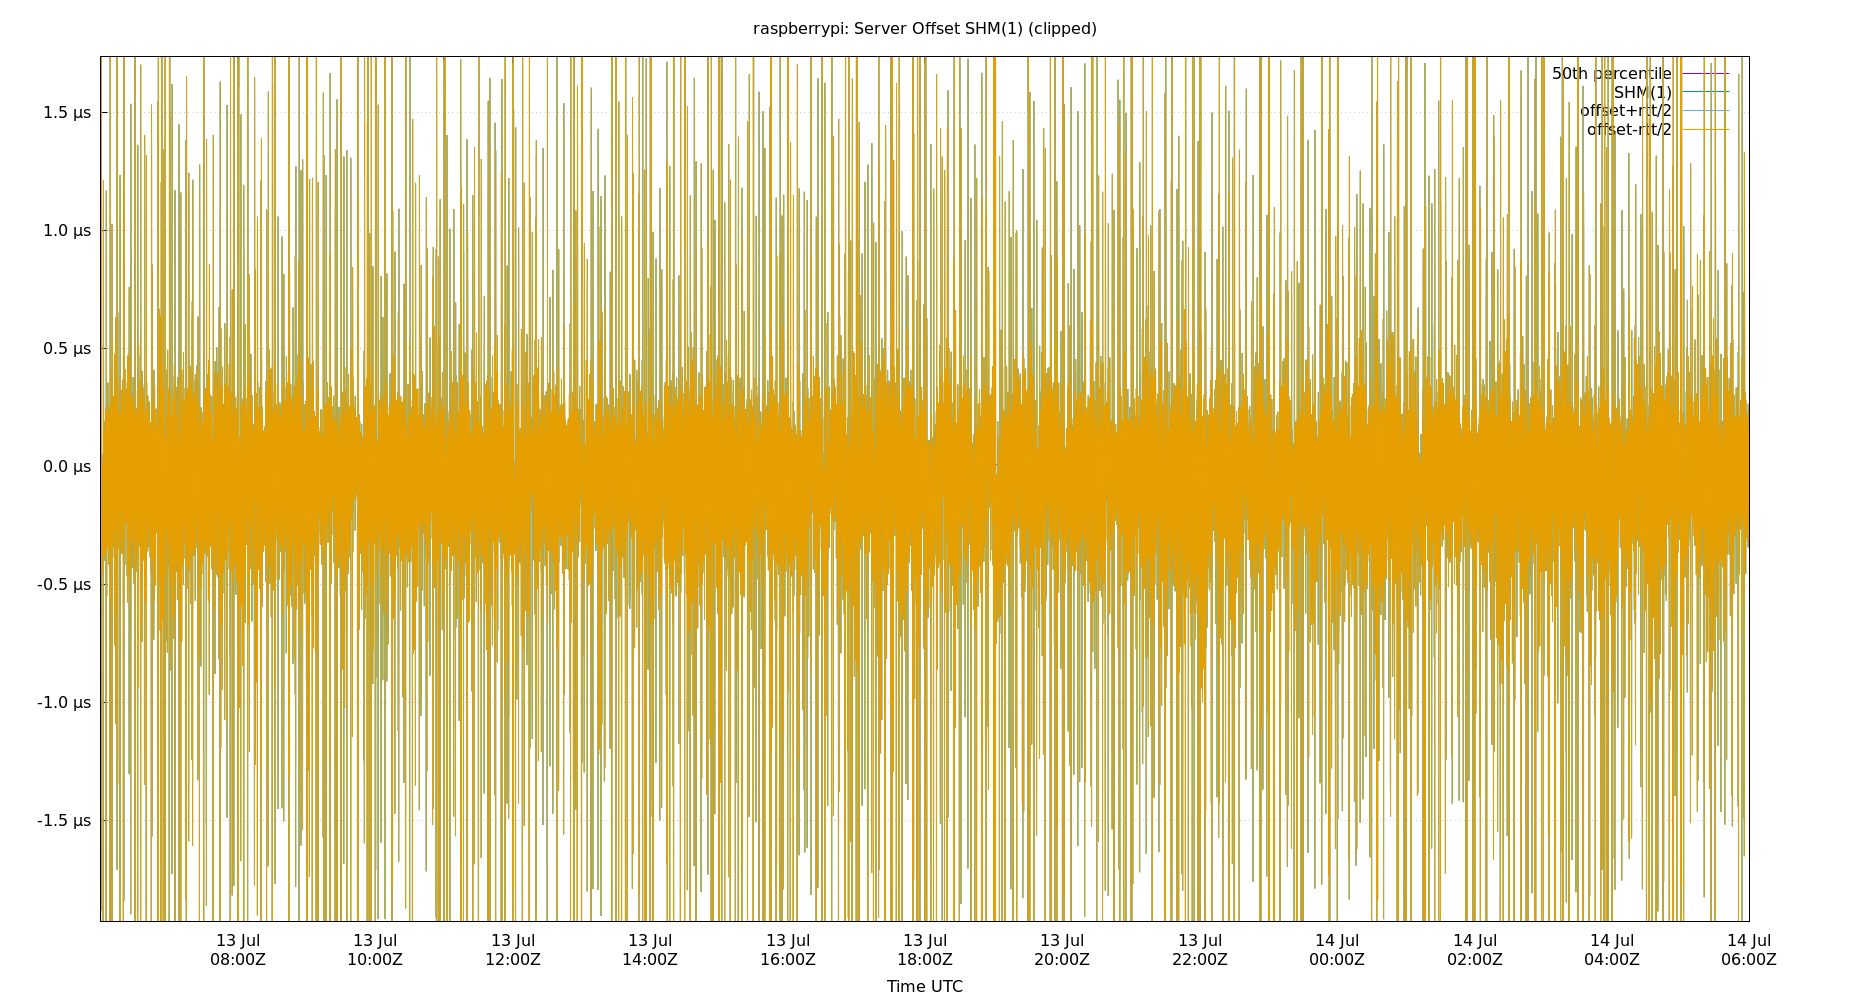 raspberrypi: Server Offset SHM(1) (clipped)
50th percentile
SHM(1)
offset+rtt/2
offset-rtt/2
1.5 µs
1.0 µs
0.5 µs
0.0 µs
-0.5 µs
-1.0 µs
-1.5 µs
13 Jul 13 Jul 13 Jul 13 Jul 13 Jul 13 Jul 13 Jul 13 Jul 14 Jul 14 Jul 14 Jul 14 Jul
08:00Z 10:00Z 12:00Z 14:00Z 16:00Z 18:00Z 20:00Z 22:00Z 00:00Z 02:00Z 04:00Z 06:00Z
Time UTC